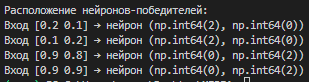 Расположение нейронов-победителей:
Вход [0.2 0.1] → нейрон (np.int64(2), np.int64(0))
Вход [0.1 0.2] → нейрон (np.int64(2), np.int64(0))
Вход [0.9 0.8] → нейрон (np.int64(0), np.int64(2))
Вход [0.9 0.9] → нейрон (np.int64(0), np.int64(2))